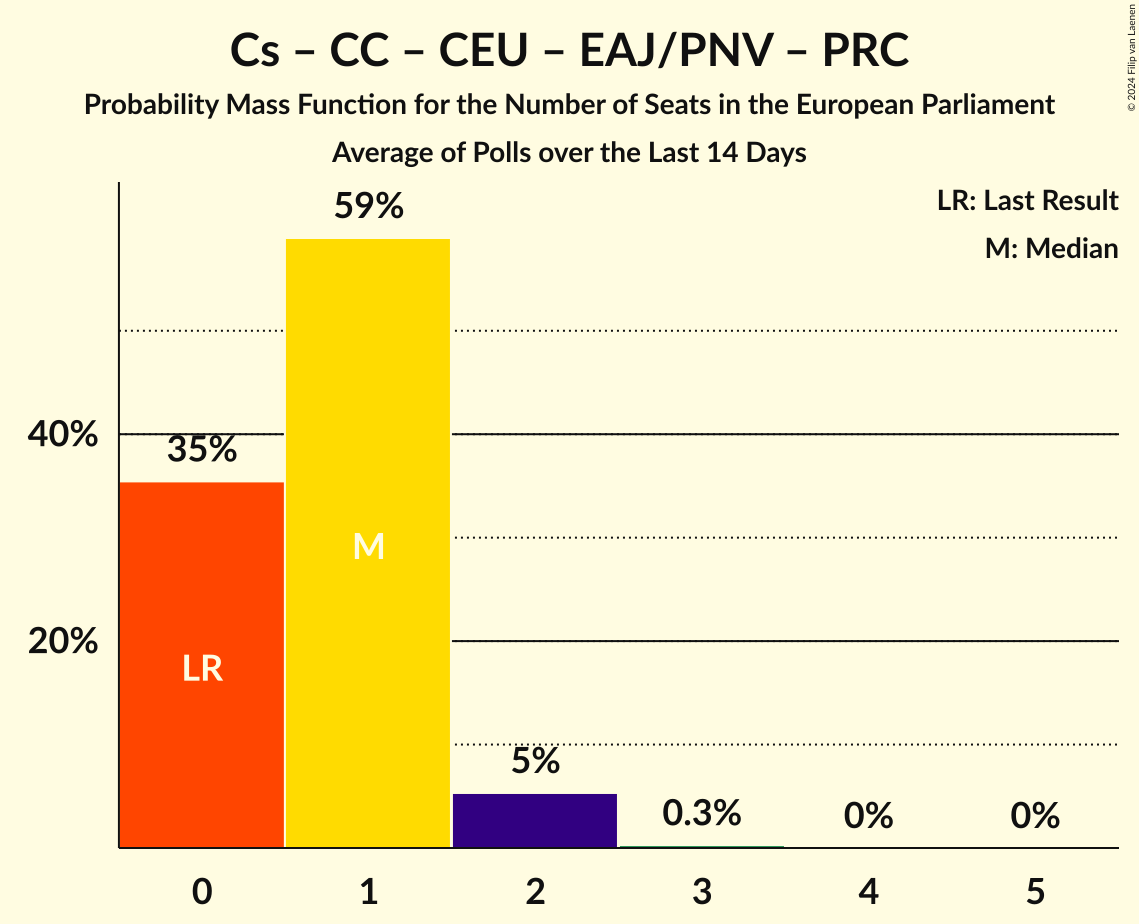 Cs – CC – CEU – EAJ/PNV – PRC
Probability Mass Function for the Number of Seats in the European Parliament
Average of Polls over the Last 14 Days
© 2024 Filip van Laenen
LR: Last Result
M: Median
59%
40%
35%
M
20%
LR
5%
0.3%
0%
0%
0 1 2 3 4 5